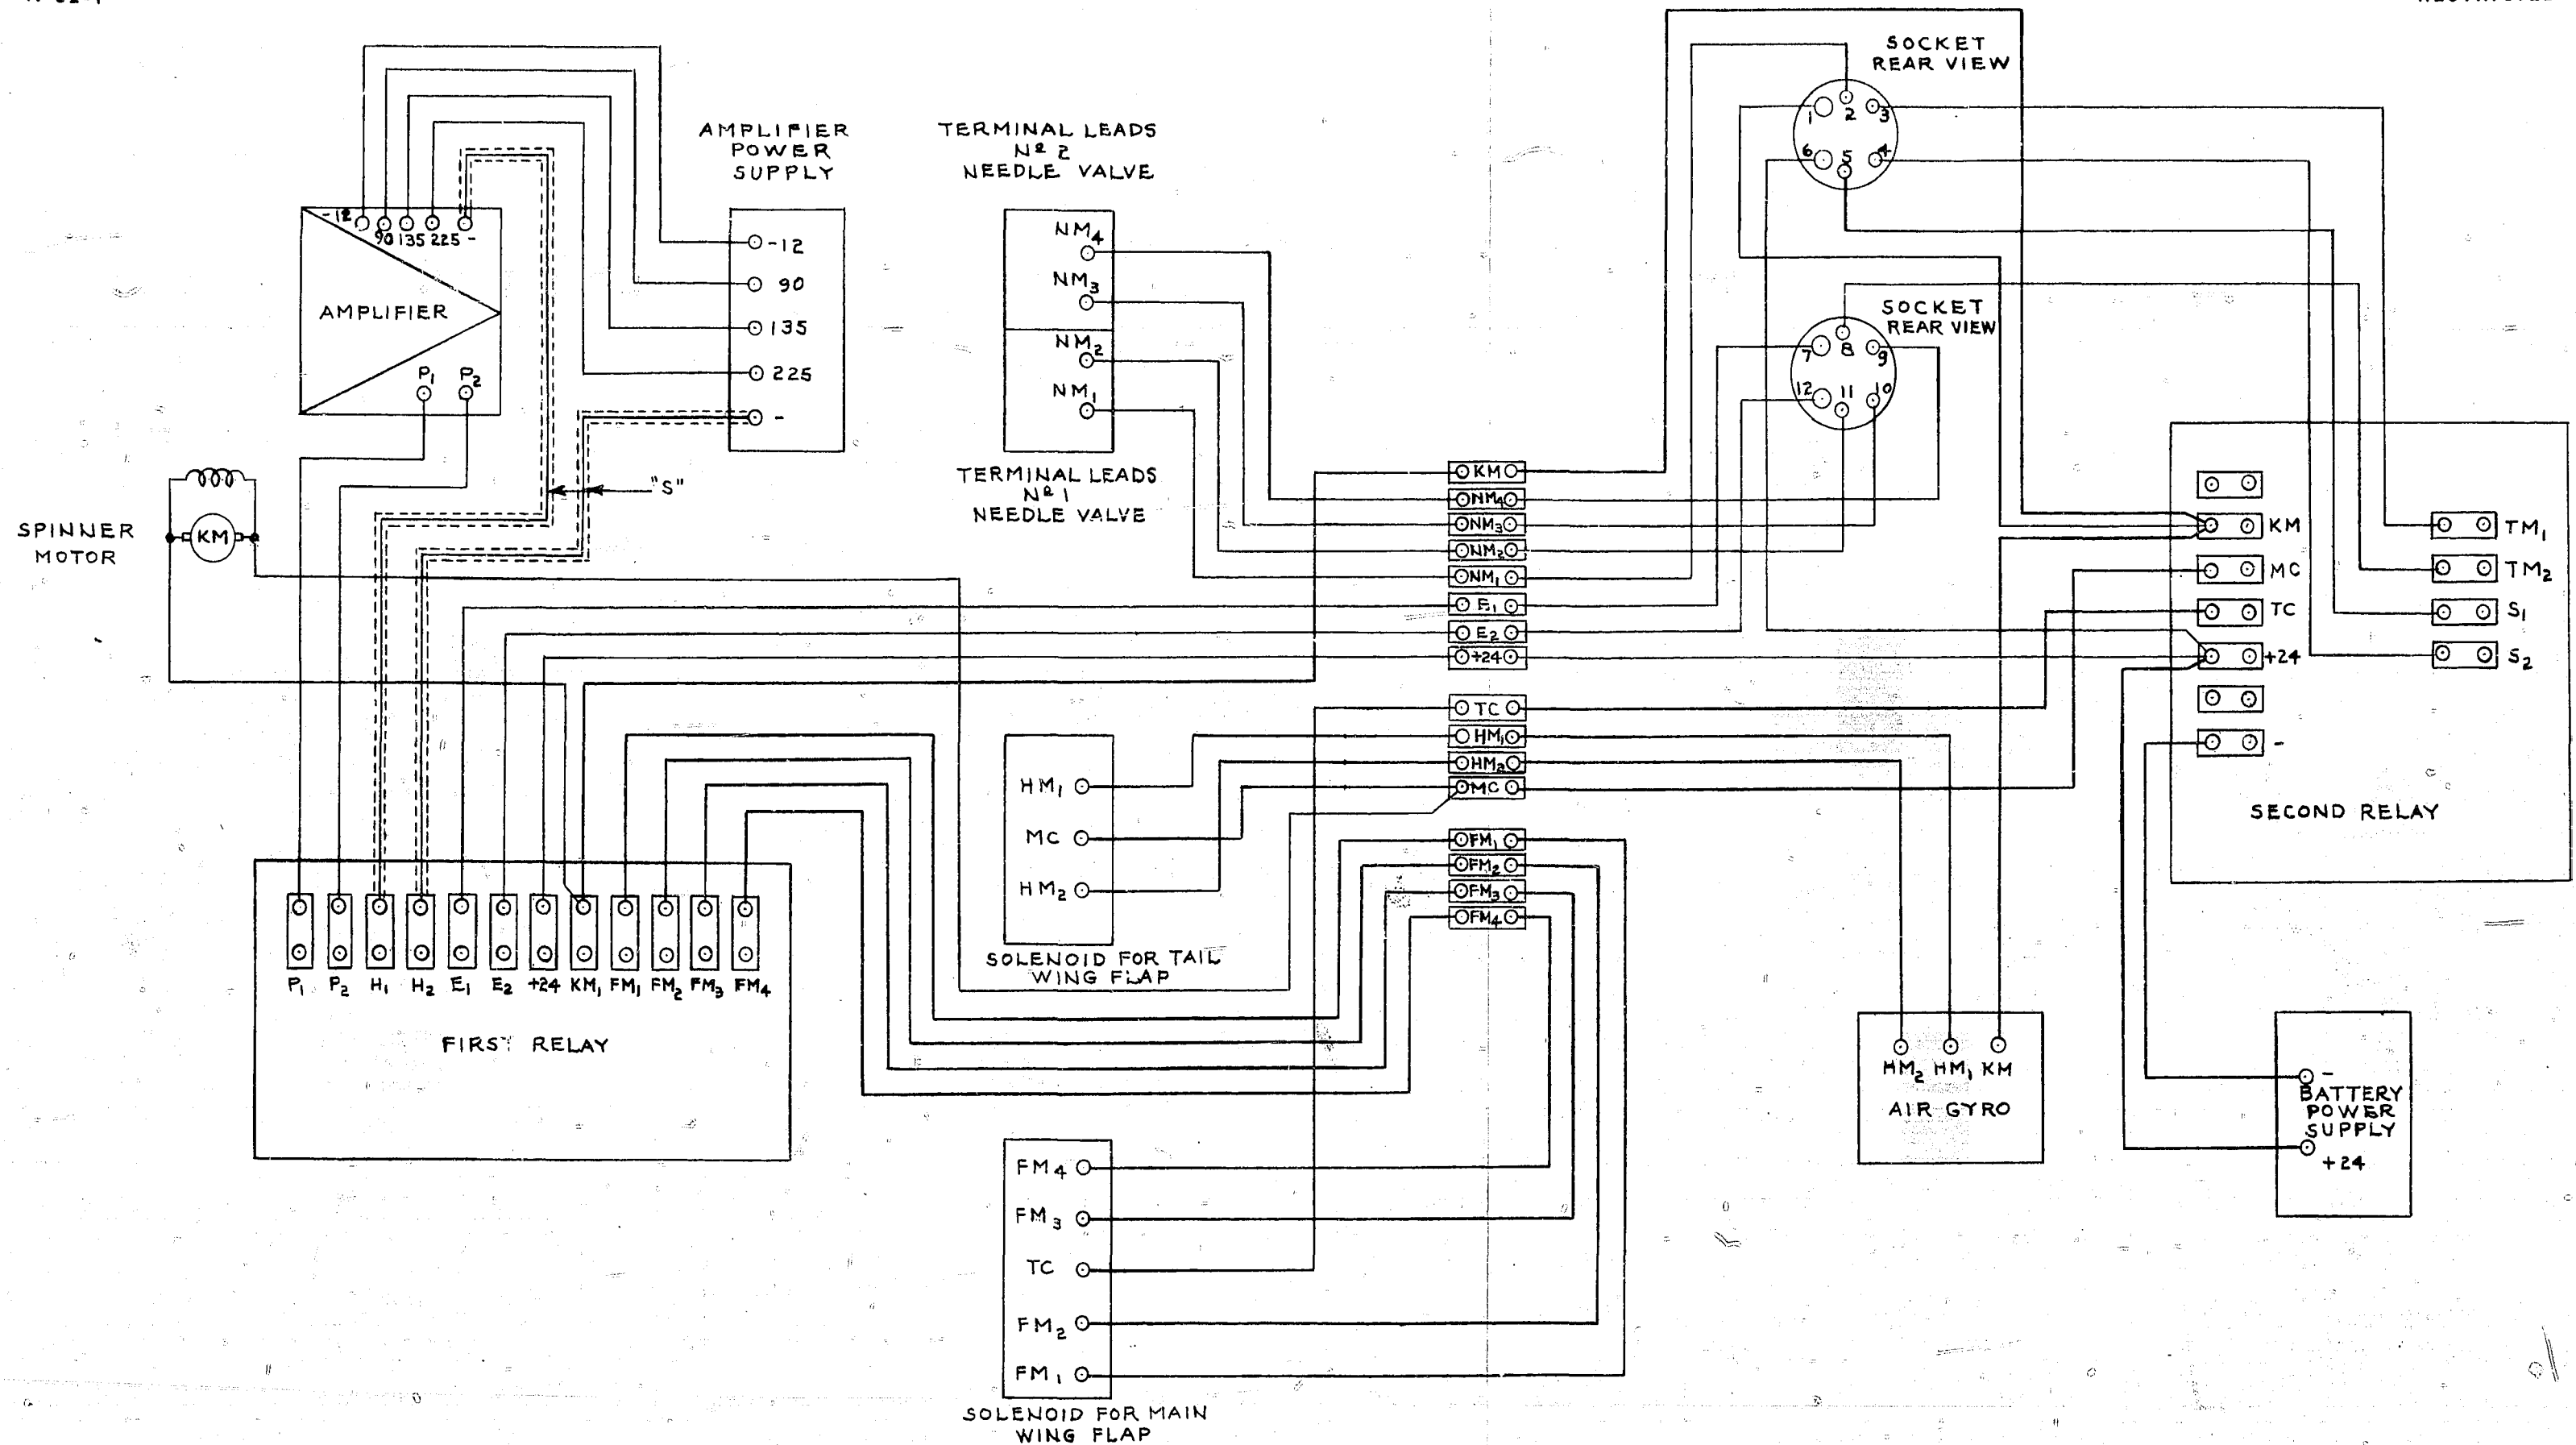 SOCKET
REAR VIEW
1 2 3
6 5 4
AMPLIFIER
POWER
SUPPLY
-12
90
135
225
-
TERMINAL LEADS
Nº 2
NEEDLE VALVE
NM4
NM3
NM2
NM1
TERMINAL LEADS
Nº 1
NEEDLE VALVE
-12
90 135 225 -
AMPLIFIER
P1 P2
SOCKET
REAR VIEW
7 8 9
12 11 10
"S"
SPINNER
MOTOR
KM
KM
NM4
NM3
NM2
NM1
E1
E2
+24
TC
HM1
HM2
MC
FM1
FM2
FM3
FM4
KM
MC
TC
+24
-
TM1
TM2
S1
S2
SECOND RELAY
HM1
MC
HM2
SOLENOID FOR TAIL
WING FLAP
P1 P2 H1 H2 E1 E2 +24 KM1 FM1 FM2 FM3 FM4
FIRST RELAY
HM2 HM1 KM
AIR GYRO
-
BATTERY
POWER
SUPPLY
+24
FM4
FM3
TC
FM2
FM1
SOLENOID FOR MAIN
WING FLAP